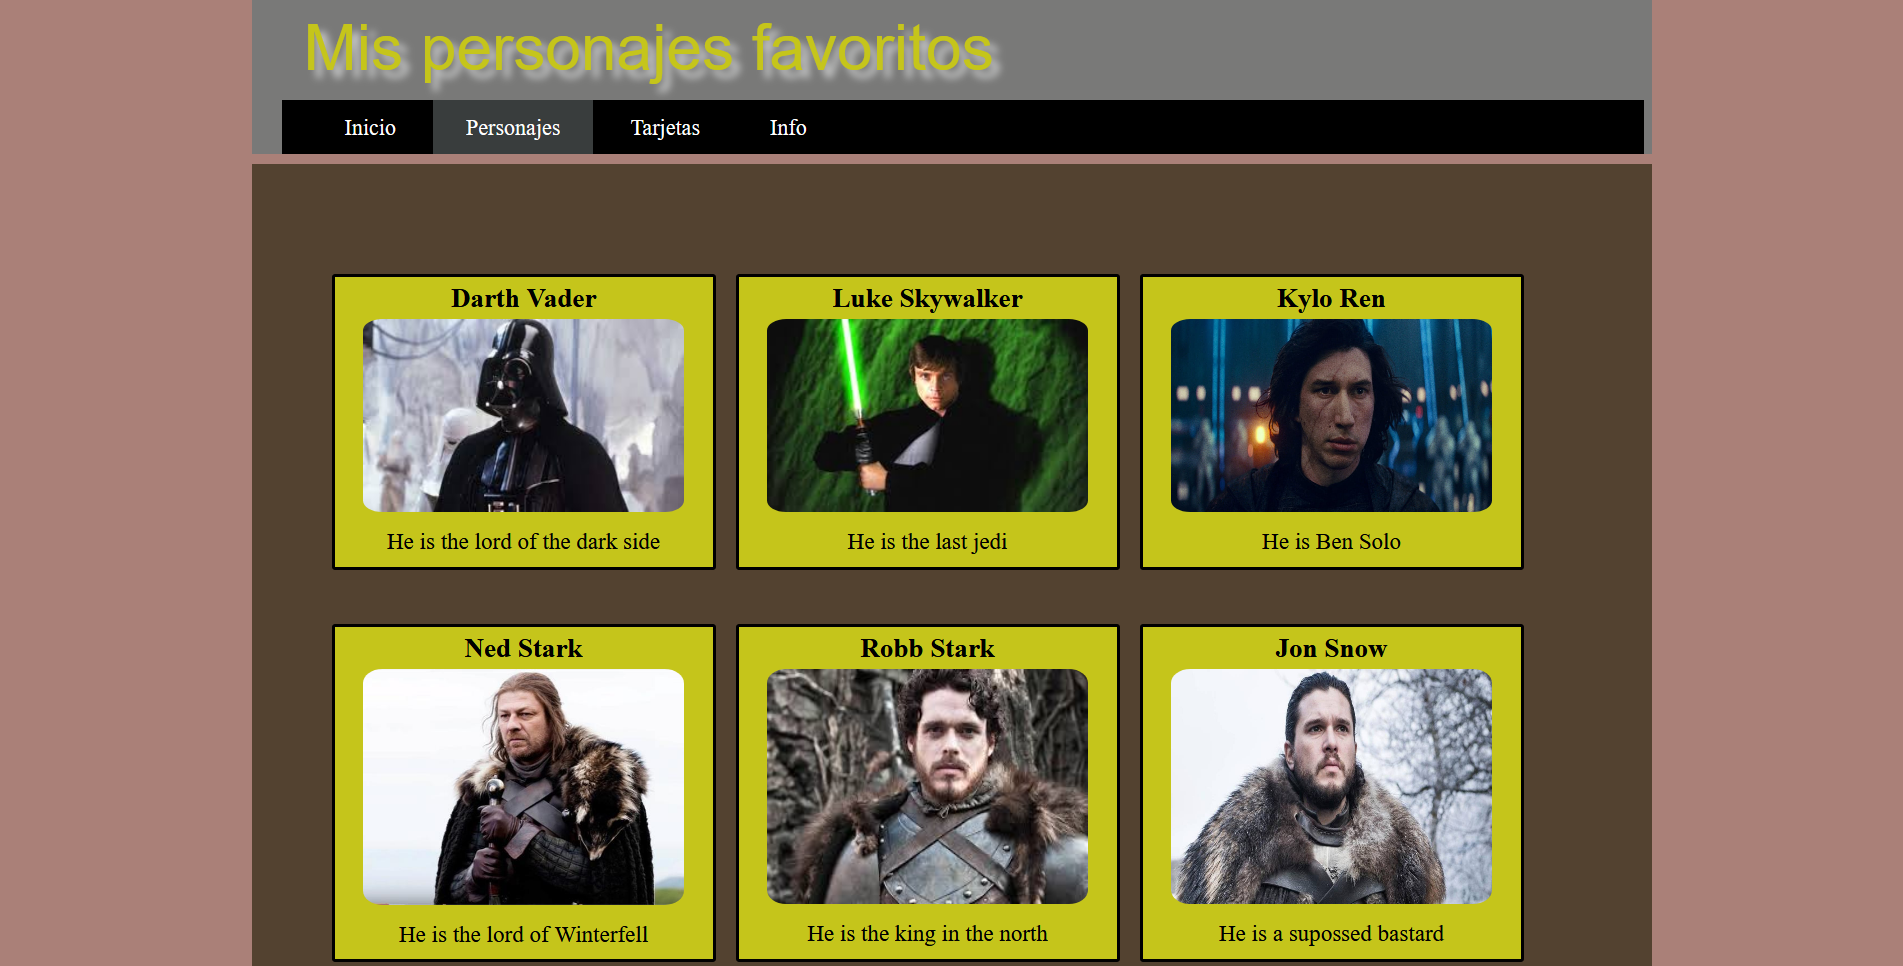 Mis personajes favoritos
Inicio Personajes Tarjetas Info
Darth Vader Luke Skywalker Kylo Ren
He is the lord of the dark side He is the last jedi He is Ben Solo
Ned Stark Robb Stark Jon Snow
He is the lord of Winterfell He is the king in the north He is a supossed bastard